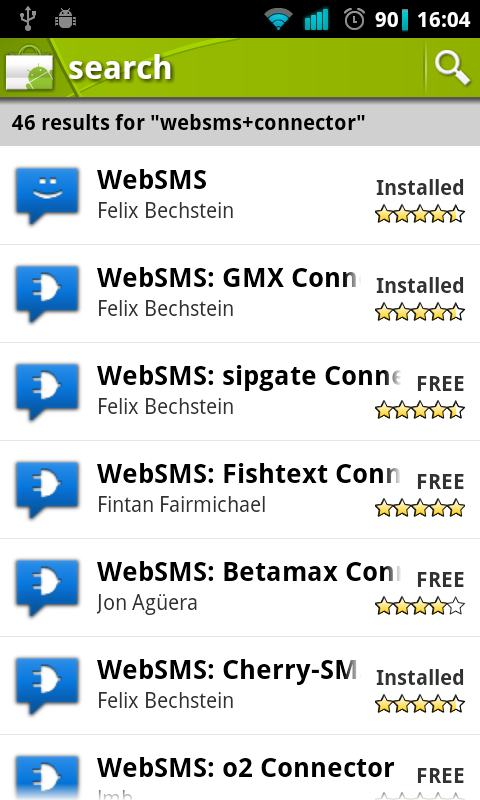 90 16:04
search
46 results for "websms+connector"
WebSMS
Installed
Felix Bechstein
WebSMS: GMX Conn
Installed
Felix Bechstein
WebSMS: sipgate Conne
FREE
Felix Bechstein
WebSMS: Fishtext Conn
FREE
Fintan Fairmichael
WebSMS: Betamax Con
FREE
Jon Agüera
WebSMS: Cherry-SM
Installed
Felix Bechstein
WebSMS: o2 Connector
FREE